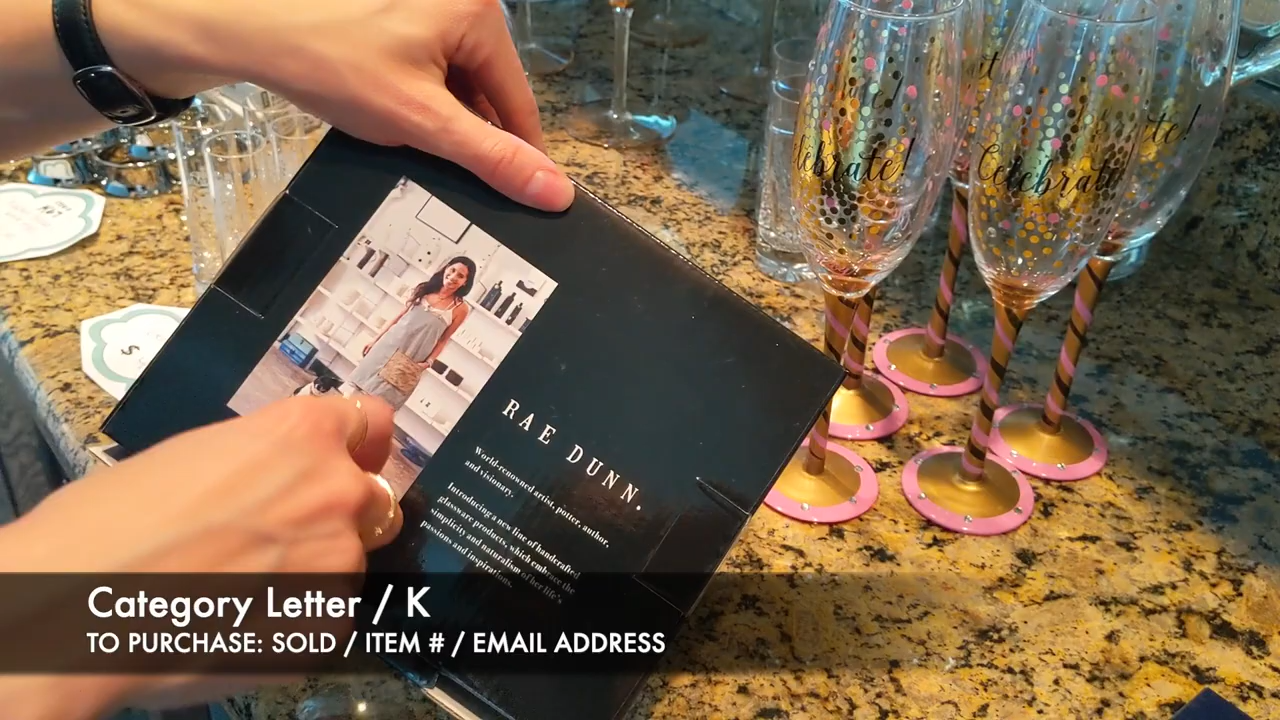 Celebrate!
Celebrate!
RAE DUNN.
World-renowned artist, potter, author,
and visionary.
Introducing a new line of handcrafted
glassware products, which embrace the
simplicity and naturalism of her life's
passions and inspirations.
Category Letter / K
TO PURCHASE: SOLD / ITEM # / EMAIL ADDRESS